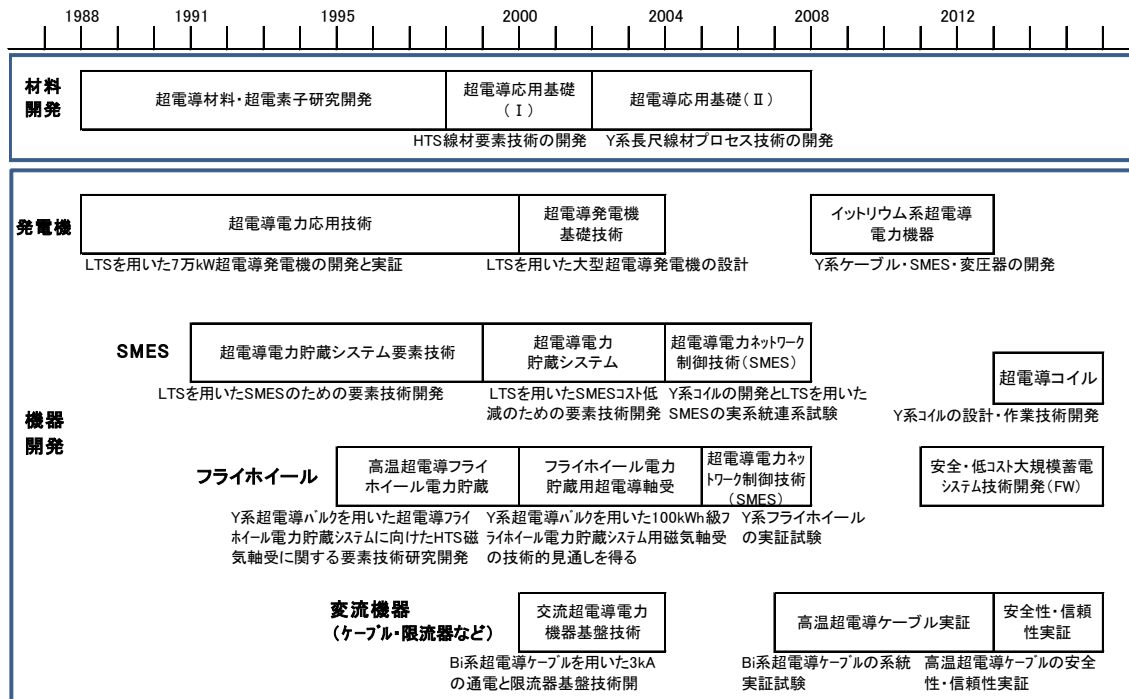 1988 1991 1995 2000 2004 2008 2012
材料
開発
超電導材料・超電素子研究開発
超電導応用基礎
(Ⅰ)
超電導応用基礎(Ⅱ)
HTS線材要素技術の開発
Y系長尺線材プロセス技術の開発
機器
開発
発電機
超電導電力応用技術
超電導発電機
基礎技術
イットリウム系超電導
電力機器
LTSを用いた7万kW超電導発電機の開発と実証
LTSを用いた大型超電導発電機の設計
Y系ケーブル・SMES・変圧器の開発
SMES
超電導電力貯蔵システム要素技術
超電導電力
貯蔵システム
超電導電力ネットワーク
制御技術(SMES)
超電導コイル
LTSを用いたSMESのための要素技術開発
LTSを用いたSMESコスト低
減のための要素技術開発
Y系コイルの開発とLTSを用いた
SMESの実系統連系試験
Y系コイルの設計・作業技術開発
フライホイール
高温超電導フライ
ホイール電力貯蔵
フライホイール電力
貯蔵用超電導軸受
超電導電力ネッ
トワーク制御技術
(SMES)
安全・低コスト大規模蓄電
システム技術開発(FW)
Y系超電導バルクを用いた超電導フライ
ホイール電力貯蔵システムに向けたHTS磁
気軸受に関する要素技術研究開発
Y系超電導バルクを用いた100kWh級フ
ライホイール電力貯蔵システム用磁気軸受
の技術的見通しを得る
Y系フライホイール
の実証試験
変流機器
(ケーブル・限流器など)
交流超電導電力
機器基盤技術
高温超電導ケーブル実証
安全性・信頼
性実証
Bi系超電導ケーブルを用いた3kA
の通電と限流器基盤技術開
Bi系超電導ケーブルの系統
実証試験
高温超電導ケーブルの安全
性・信頼性実証